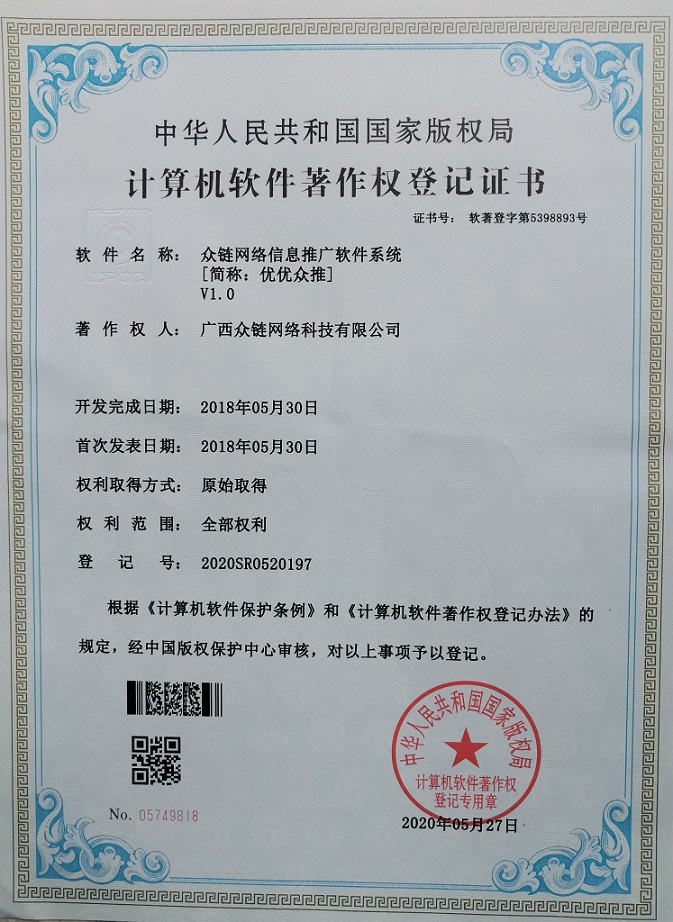 中华人民共和国国家版权局
计算机软件著作权登记证书
证书号： 软著登字第5398893号
软件名称： 众链网络信息推广软件系统
[简称：优优众推]
V1.0
著作权人： 广西众链网络科技有限公司
开发完成日期： 2018年05月30日
首次发表日期： 2018年05月30日
权利取得方式： 原始取得
权利范围： 全部权利
登记号： 2020SR0520197
根据《计算机软件保护条例》和《计算机软件著作权登记办法》的
规定，经中国版权保护中心审核，对以上事项予以登记。
中华人民共和国国家版权局
计算机软件著作权
登记专用章
No. 05749818
2020年05月27日